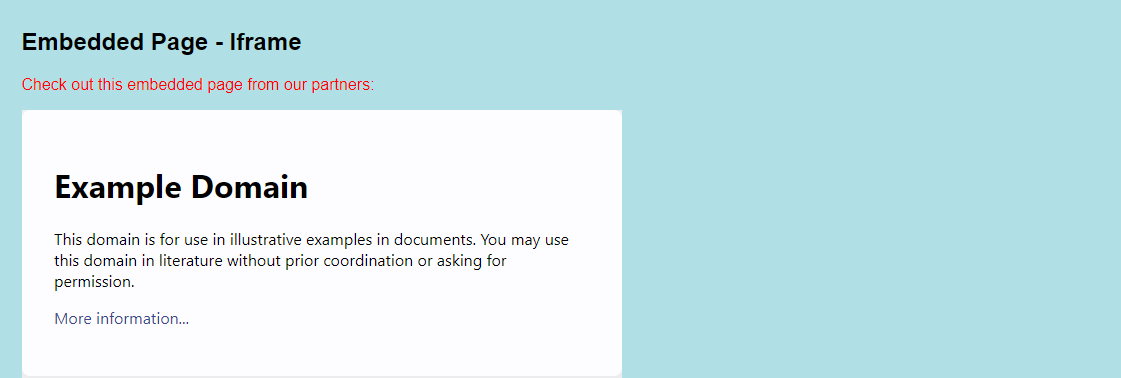 Embedded Page - Iframe
Check out this embedded page from our partners:
Example Domain
This domain is for use in illustrative examples in documents. You may use
this domain in literature without prior coordination or asking for
permission.
More information...